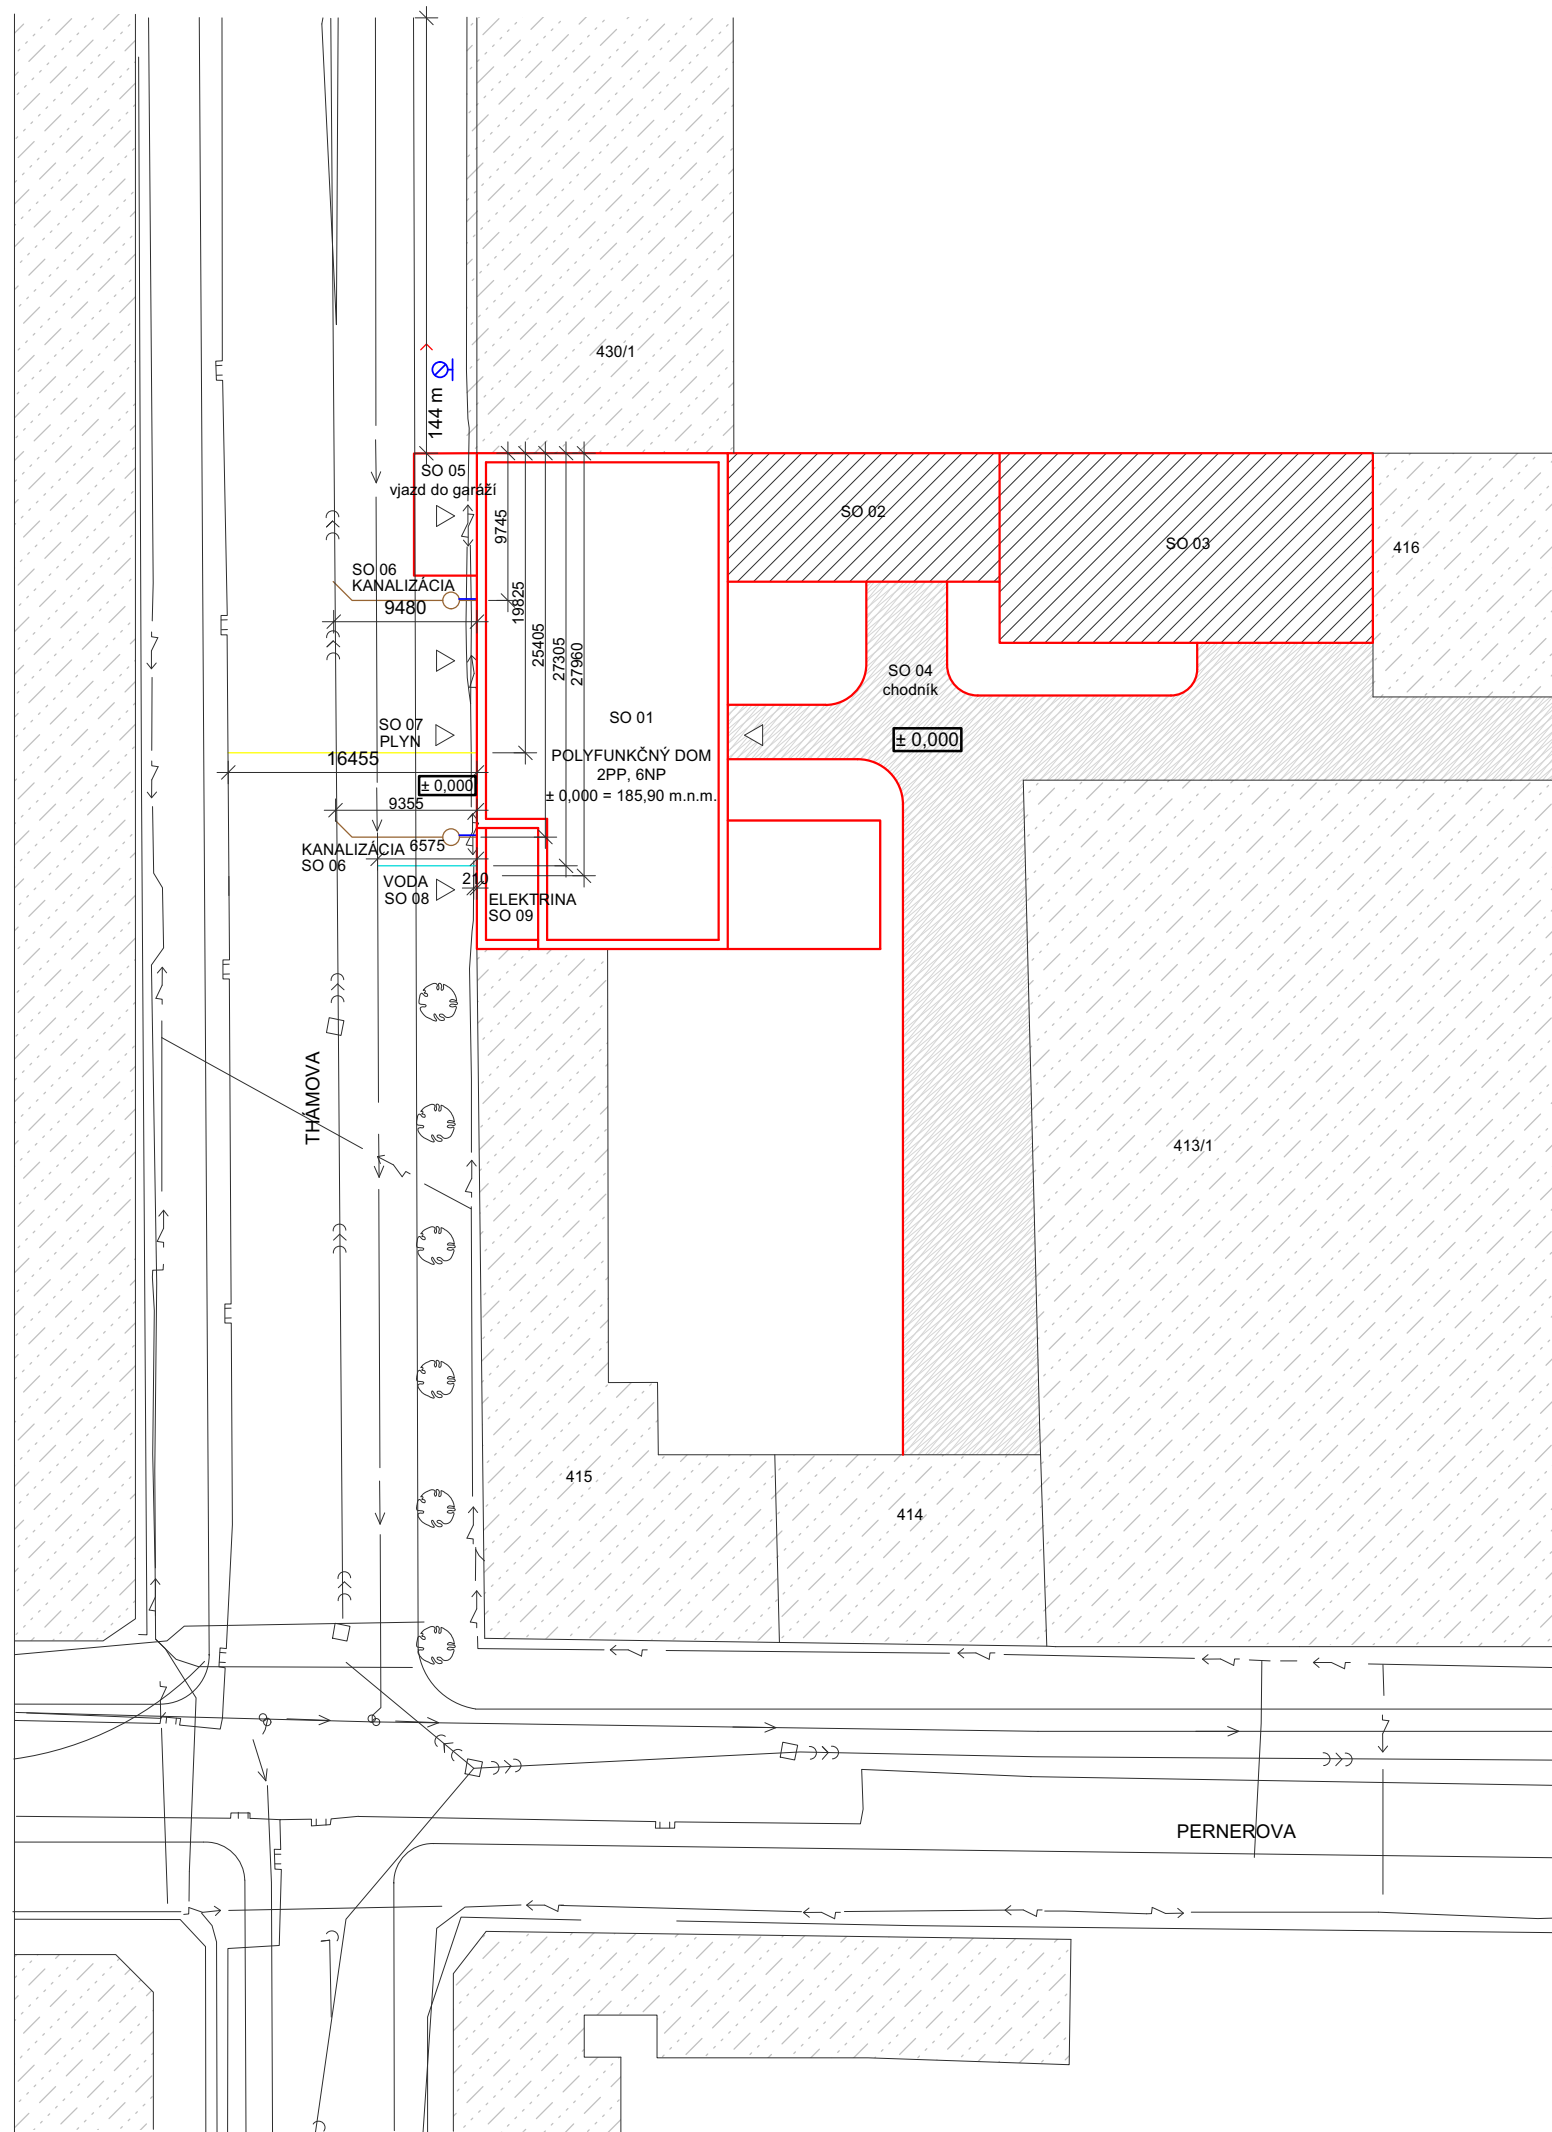 430/1
144 m
SO 05
vjazd do garáží
9745
19825
25405
27305
27960
SO 02
SO 03
416
SO 06
KANALIZÁCIA
9480
SO 04
chodník
± 0,000
SO 07
PLYN
16455
± 0,000
SO 01
POLYFUNKČNÝ DOM
2PP, 6NP
± 0,000 = 185,90 m.n.m.
9355
KANALIZÁCIA
SO 06
6575
VODA
SO 08
210
ELEKTRINA
SO 09
THÁMOVA
413/1
415
414
PERNEROVA